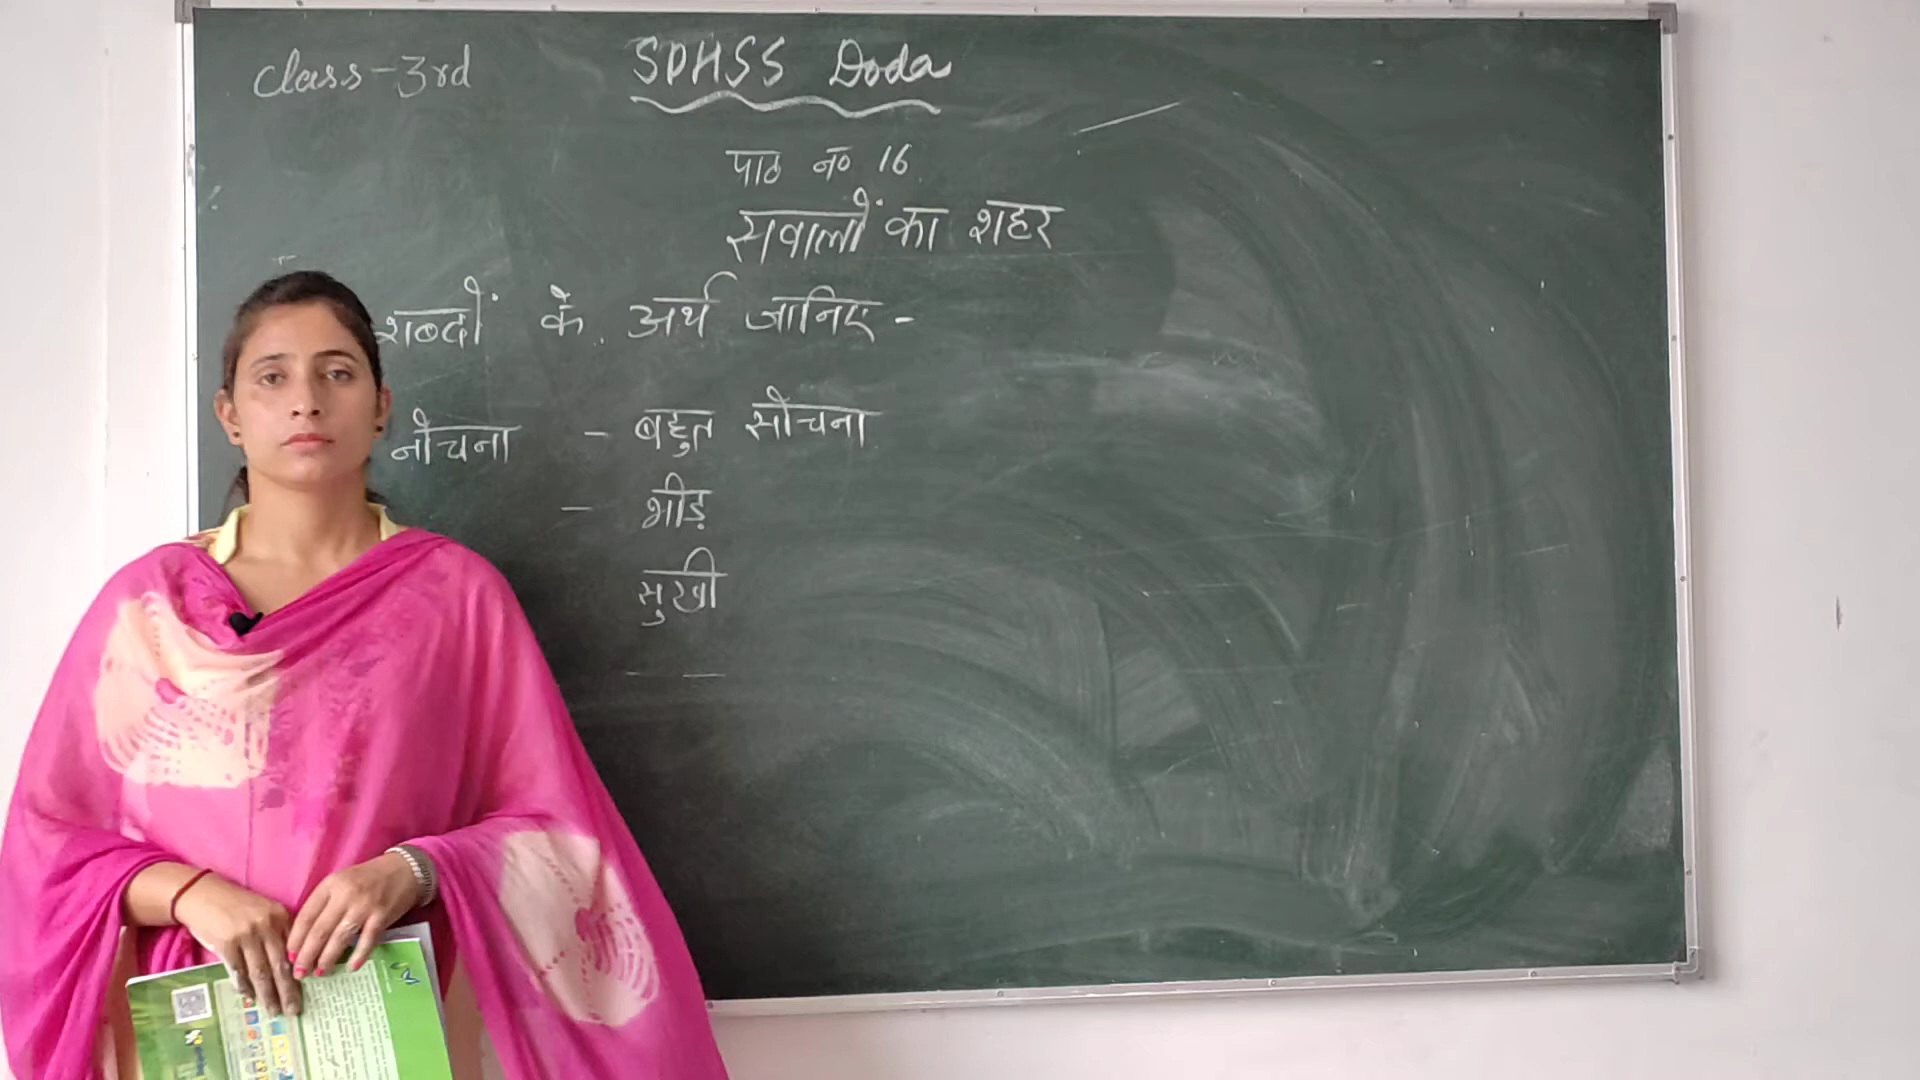 Class-3rd
SPHSS Doda
पाठ नं० 16
सवालों का शहर
शब्दों के अर्थ जानिए -
नोचना - बहुत सोचना
- भीड़
सुखी